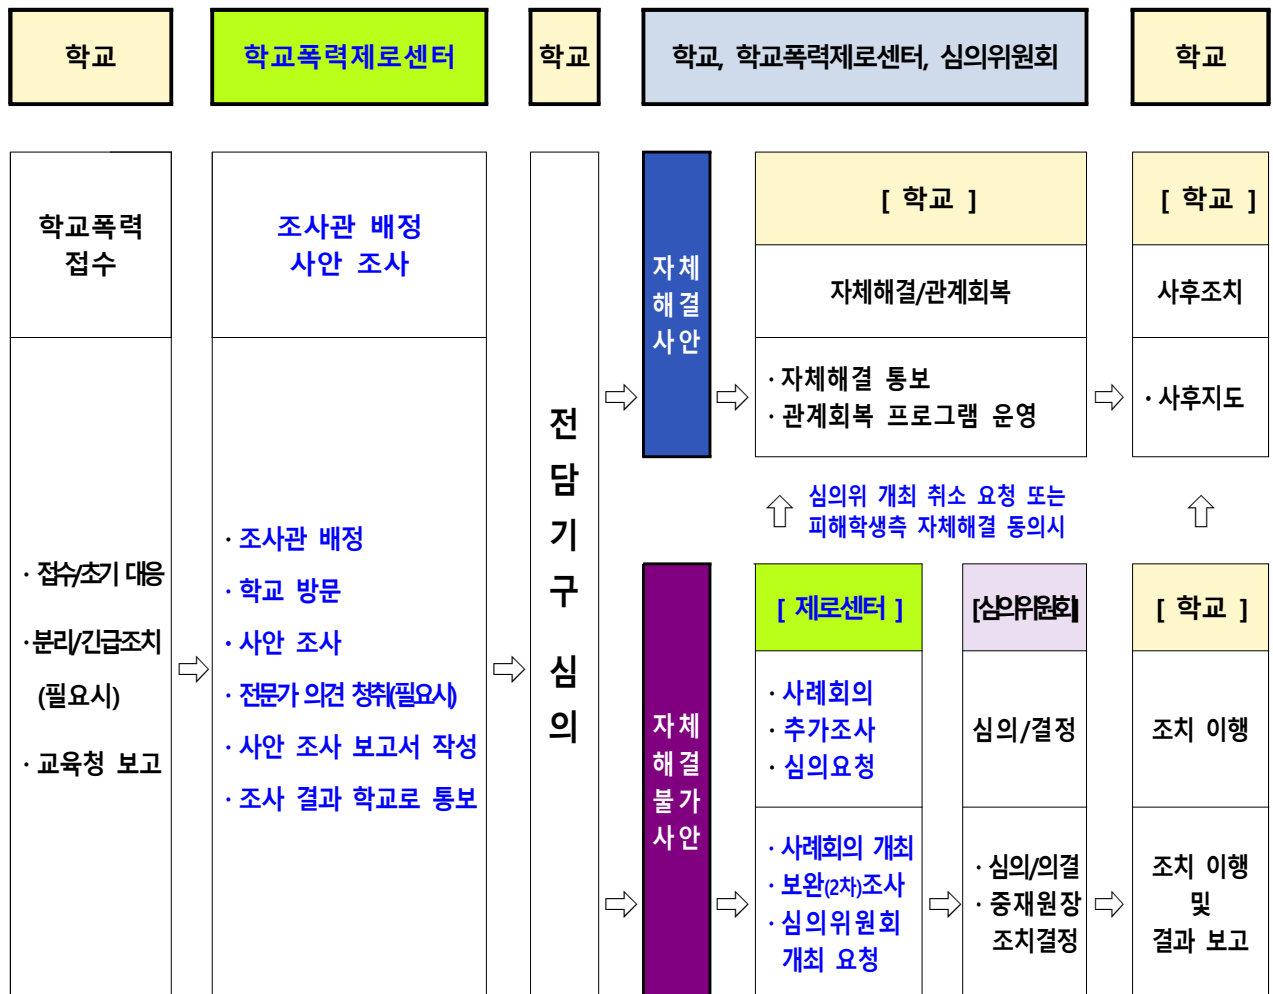 학교
학교폭력제로센터
학교
학교, 학교폭력제로센터, 심의위원회
학교
학교폭력
접수
· 접수/초기 대응
·분리/긴급조치
(필요시)
· 교육청 보고
조사관 배정
사안 조사
· 조사관 배정
· 학교 방문
· 사안 조사
· 전문가 의견 청취(필요시)
· 사안 조사 보고서 작성
· 조사 결과 학교로 통보
전
담
기
구
심
의
자체
해결
사안
[ 학교 ]
자체해결/관계회복
· 자체해결 통보
· 관계회복 프로그램 운영
[ 학교 ]
사후조치
· 사후지도
심의위 개최 취소 요청 또는
피해학생측 자체해결 동의시
자체
해결
불가
사안
[ 제로센터 ]
· 사례회의
· 추가조사
· 심의요청
· 사례회의 개최
· 보완(2차)조사
· 심의위원회
개최 요청
[심의위원회]
심의/결정
· 심의/의결
· 중재원장
조치결정
[ 학교 ]
조치 이행
조치 이행
및
결과 보고